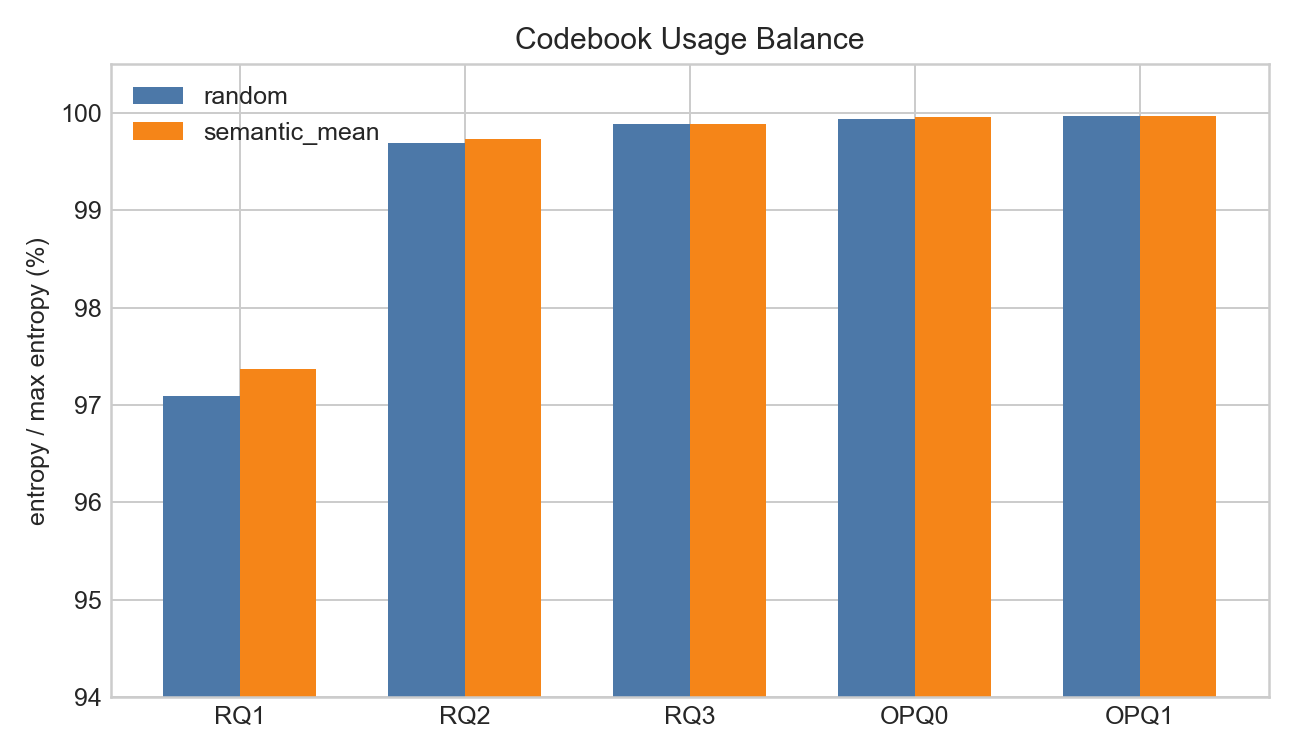 Codebook Usage Balance
random
semantic_mean
entropy / max entropy (%)
100
99
98
97
96
95
94
RQ1 RQ2 RQ3 OPQ0 OPQ1